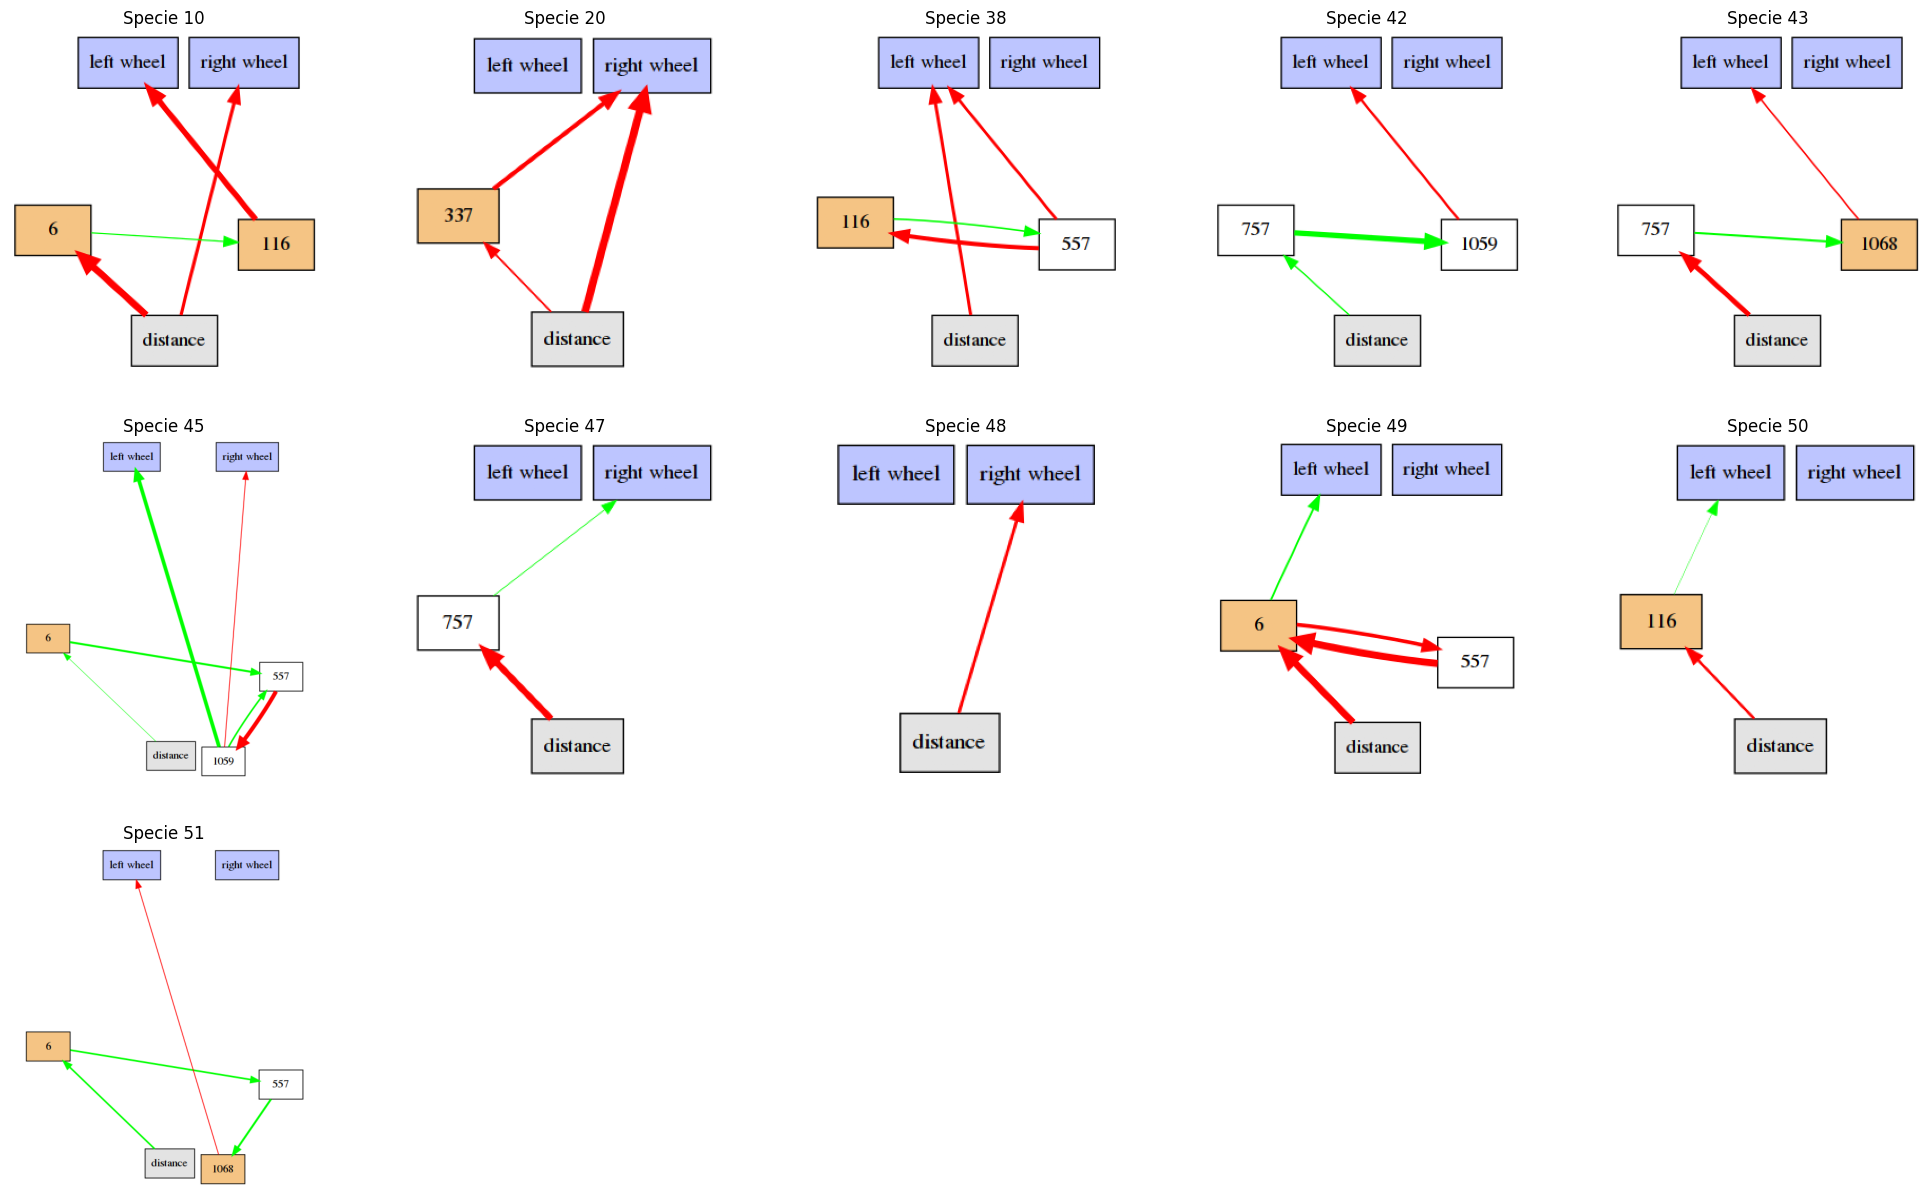 Specie 10
left wheel right wheel
6
116
distance
Specie 20
left wheel right wheel
337
distance
Specie 38
left wheel right wheel
116
557
distance
Specie 42
left wheel right wheel
757
1059
distance
Specie 43
left wheel right wheel
757
1068
distance
Specie 45
left wheel right wheel
6
557
distance
1059
Specie 47
left wheel right wheel
757
distance
Specie 48
left wheel right wheel
distance
Specie 49
left wheel right wheel
6
557
distance
Specie 50
left wheel right wheel
116
distance
Specie 51
left wheel right wheel
6
557
distance
1068